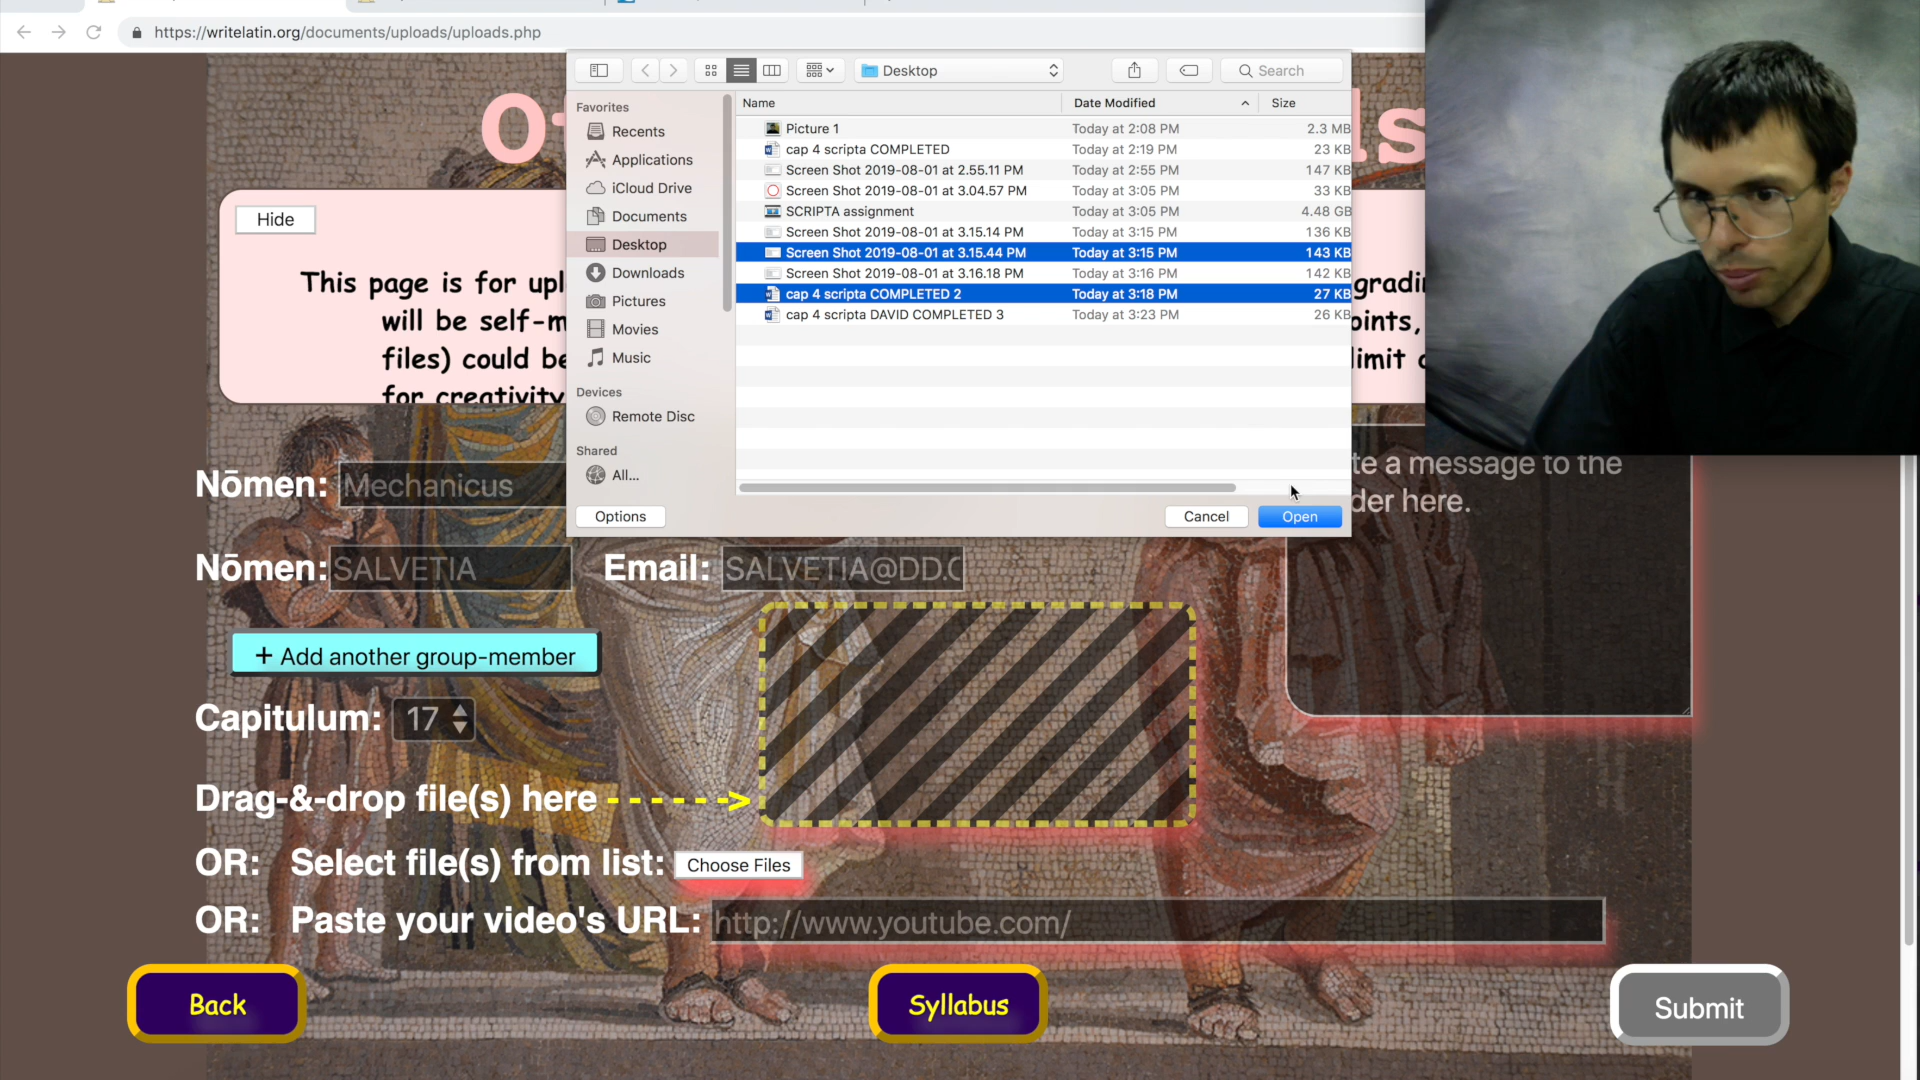 https://writelatin.org/documents/uploads/uploads.php
Desktop
Search
Favorites
Recents
Applications
iCloud Drive
Documents
Desktop
Downloads
Pictures
Movies
Music
Devices
Remote Disc
Shared
All...
Name Date Modified Size
Picture 1 Today at 2:08 PM 2.3 MB
cap 4 scripta COMPLETED Today at 2:19 PM 23 KB
Screen Shot 2019-08-01 at 2.55.11 PM Today at 2:55 PM 147 KB
Screen Shot 2019-08-01 at 3.04.57 PM Today at 3:05 PM 33 KB
SCRIPTA assignment Today at 3:05 PM 4.48 GB
Screen Shot 2019-08-01 at 3.15.14 PM Today at 3:15 PM 136 KB
Screen Shot 2019-08-01 at 3.15.44 PM Today at 3:15 PM 143 KB
Screen Shot 2019-08-01 at 3.16.18 PM Today at 3:16 PM 142 KB
cap 4 scripta COMPLETED 2 Today at 3:18 PM 27 KB
cap 4 scripta DAVID COMPLETED 3 Today at 3:23 PM 26 KB
Options
Cancel Open
Hide
This page is for upl
will be self-m
files) could be
for creativity
oints,
limit
Nōmen: Mechanicus
te a message to the
der here.
Nōmen: SALVETIA Email: SALVETIA@DD.C
+ Add another group-member
Capitulum: 17
Drag-&-drop file(s) here ------>
OR: Select file(s) from list: Choose Files
OR: Paste your video's URL: http://www.youtube.com/
Back
Syllabus
Submit